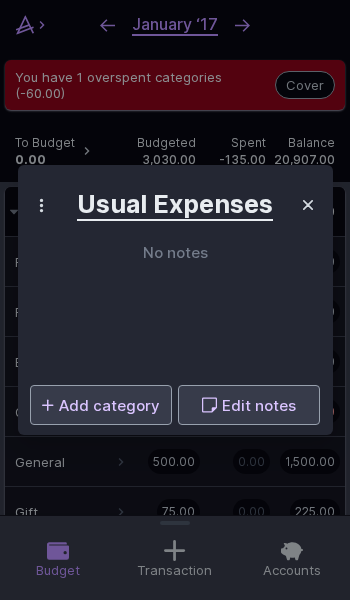 January '17
You have 1 overspent categories
(-60.00)
Cover
To Budget
Budgeted
Spent
Balance
0.00
3,030.00
-135.00
20,907.00
Usual Expenses
No notes
+ Add category
Edit notes
General
500.00
0.00
1,500.00
Gift
75.00
0.00
225.00
Budget
Transaction
Accounts